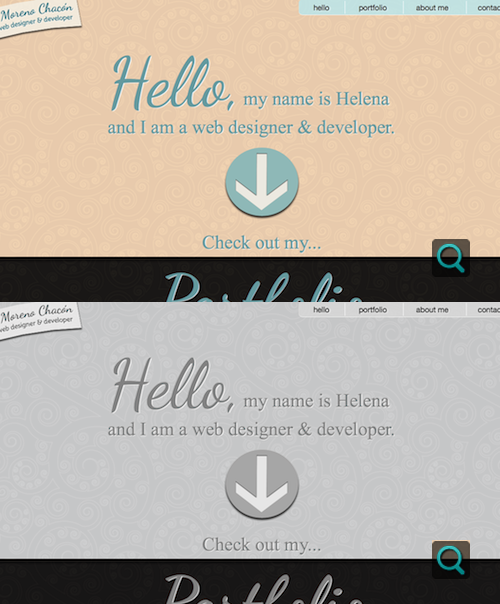 Moreno Chacón
web designer & developer
hello portfolio about me contac
Hello, my name is Helena
and I am a web designer & developer.
Check out my...
Portfolio
Moreno Chacón
web designer & developer
hello portfolio about me contac
Hello, my name is Helena
and I am a web designer & developer.
Check out my...
Portfolio